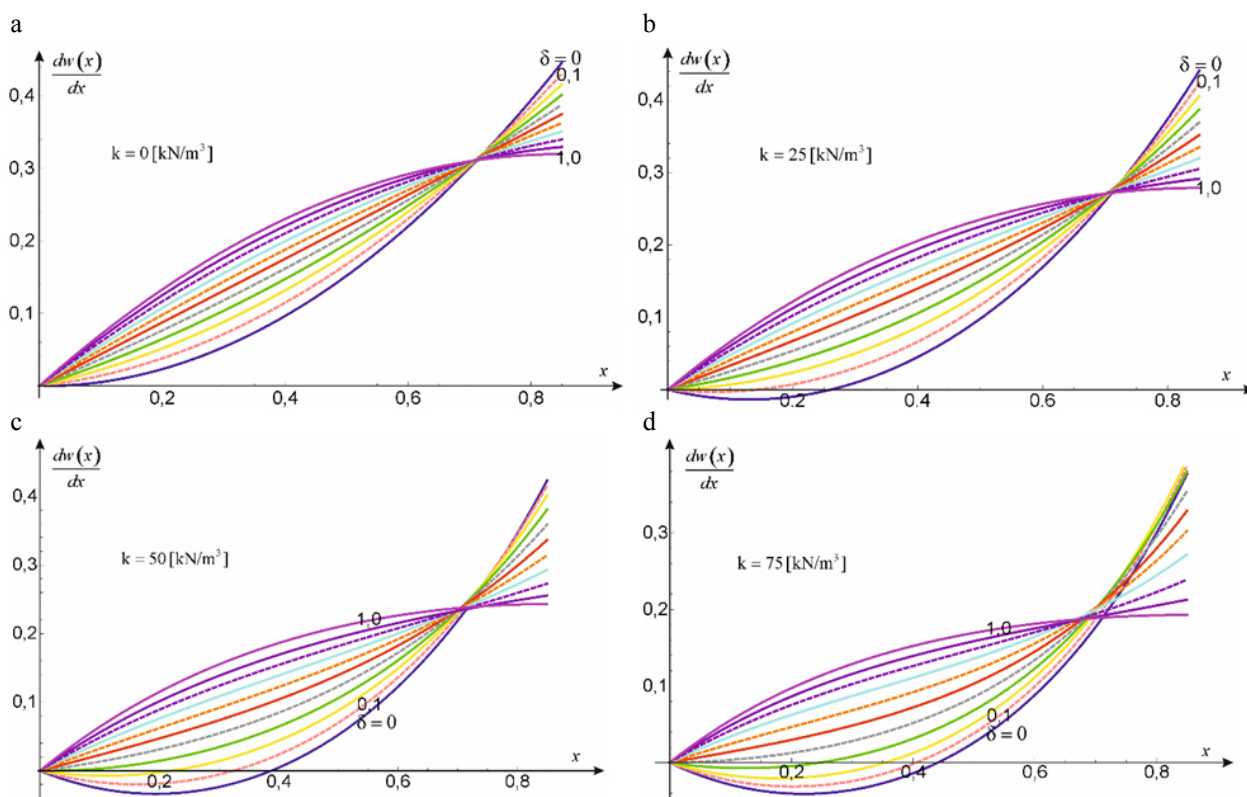 a
dw(x)
dx
δ = 0
0,1
0,4
0,3
k = 0 [kN/m³]
1,0
0,2
0,1
x
0,2
0,4
0,6
0,8
b
dw(x)
dx
δ = 0
0,1
0,4
0,3
k = 25 [kN/m³]
1,0
0,2
0,1
x
0
0.2
0.4
0.6
0.8
c
dw(x)
dx
0,4
0,3
k = 50 [kN/m³]
0,2
1,0
0,1
0,1
δ = 0
x
0
0,2
0,4
0,6
0,8
d
dw(x)
dx
0,3
k = 75 [kN/m³]
0,2
1,0
0,1
0,1
δ = 0
x
0
0,2
0,4
0,6
0,8